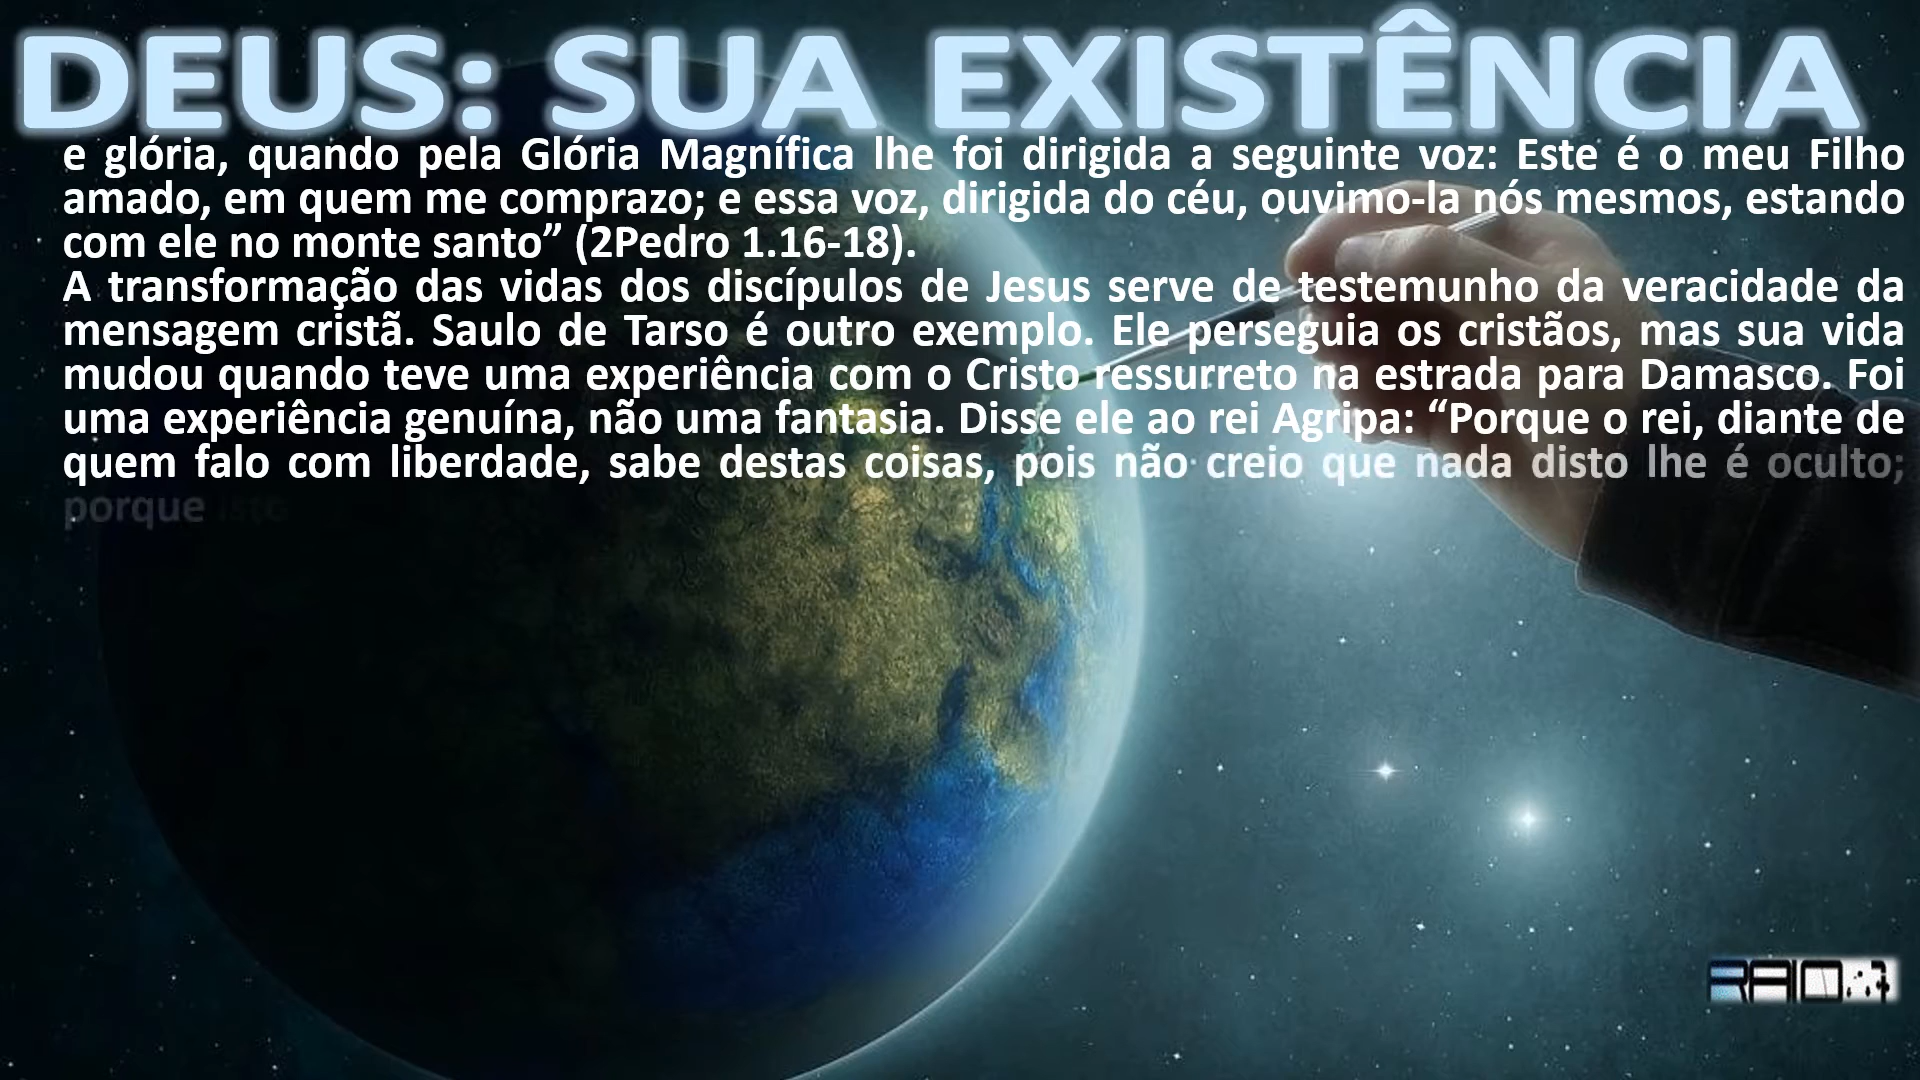 DEUS: SUA EXISTÊNCIA
e glória, quando pela Glória Magnífica lhe foi dirigida a seguinte voz: Este é o meu Filho
amado, em quem me comprazo; e essa voz, dirigida do céu, ouvimo-la nós mesmos, estando
com ele no monte santo” (2Pedro 1.16-18).
A transformação das vidas dos discípulos de Jesus serve de testemunho da veracidade da
mensagem cristã. Saulo de Tarso é outro exemplo. Ele perseguia os cristãos, mas sua vida
mudou quando teve uma experiência com o Cristo ressurreto na estrada para Damasco. Foi
uma experiência genuína, não uma fantasia. Disse ele ao rei Agripa: “Porque o rei, diante de
quem falo com liberdade, sabe destas coisas, pois não creio que nada disto lhe é oculto;
porque isto